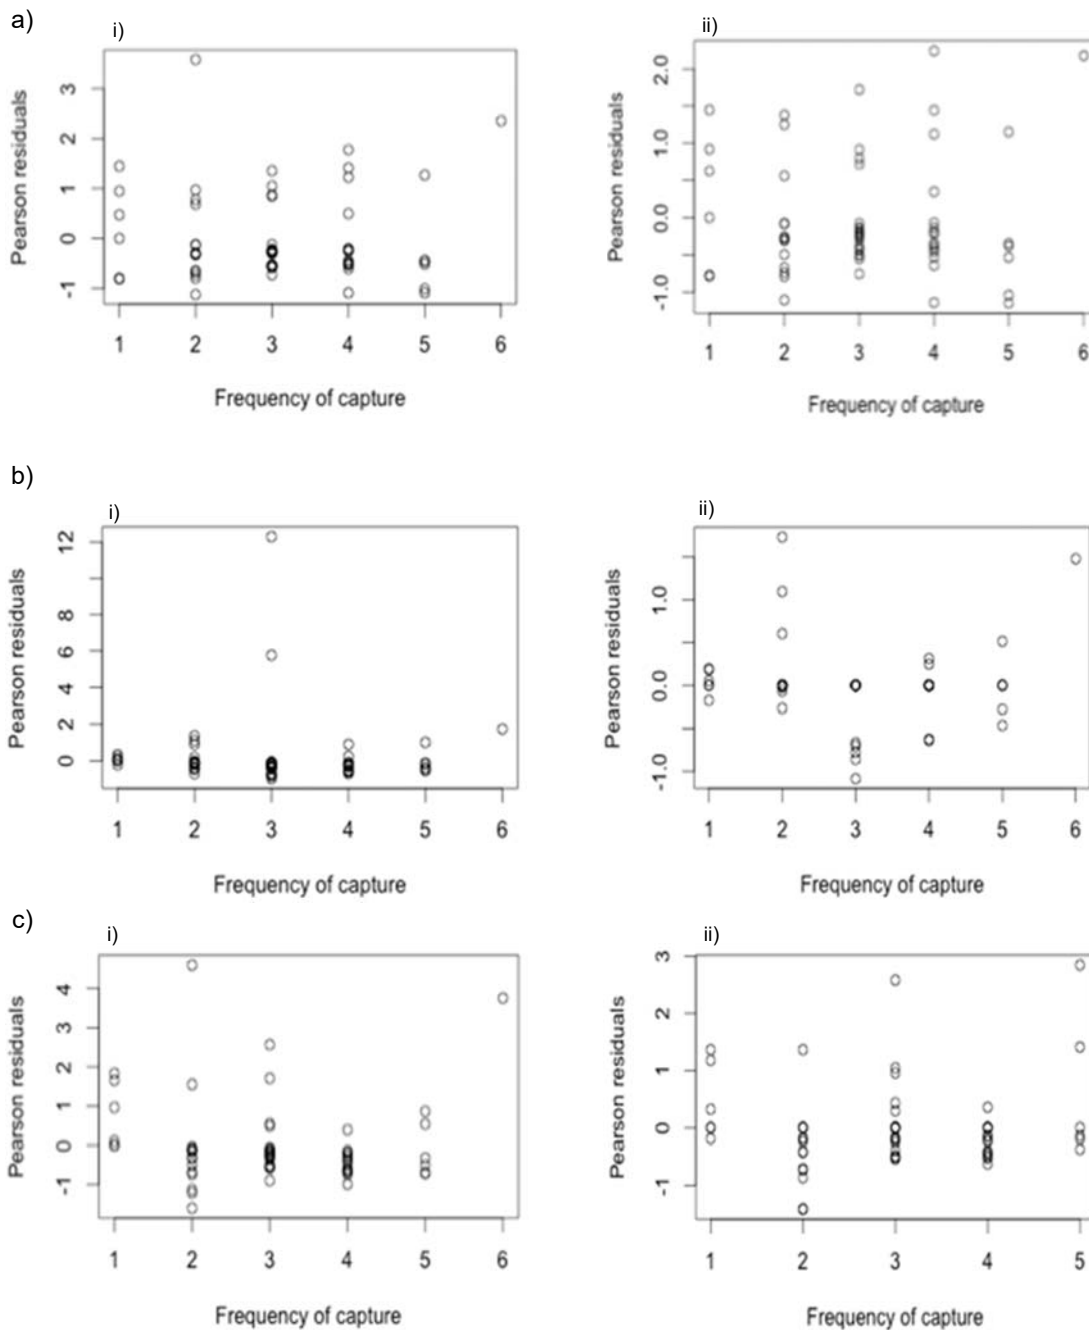 a)
i)
Pearson residuals
3
2
1
0
-1
1 2 3 4 5 6
Frequency of capture
ii)
Pearson residuals
2.0
1.0
0.0
-1.0
1 2 3 4 5 6
Frequency of capture
b)
i)
Pearson residuals
12
8
6
4
2
0
1 2 3 4 5 6
Frequency of capture
ii)
Pearson residuals
1.0
0.0
-1.0
1 2 3 4 5 6
Frequency of capture
c)
i)
Pearson residuals
4
3
2
1
0
-1
1 2 3 4 5 6
Frequency of capture
ii)
Pearson residuals
3
2
1
0
-1
1 2 3 4 5
Frequency of capture